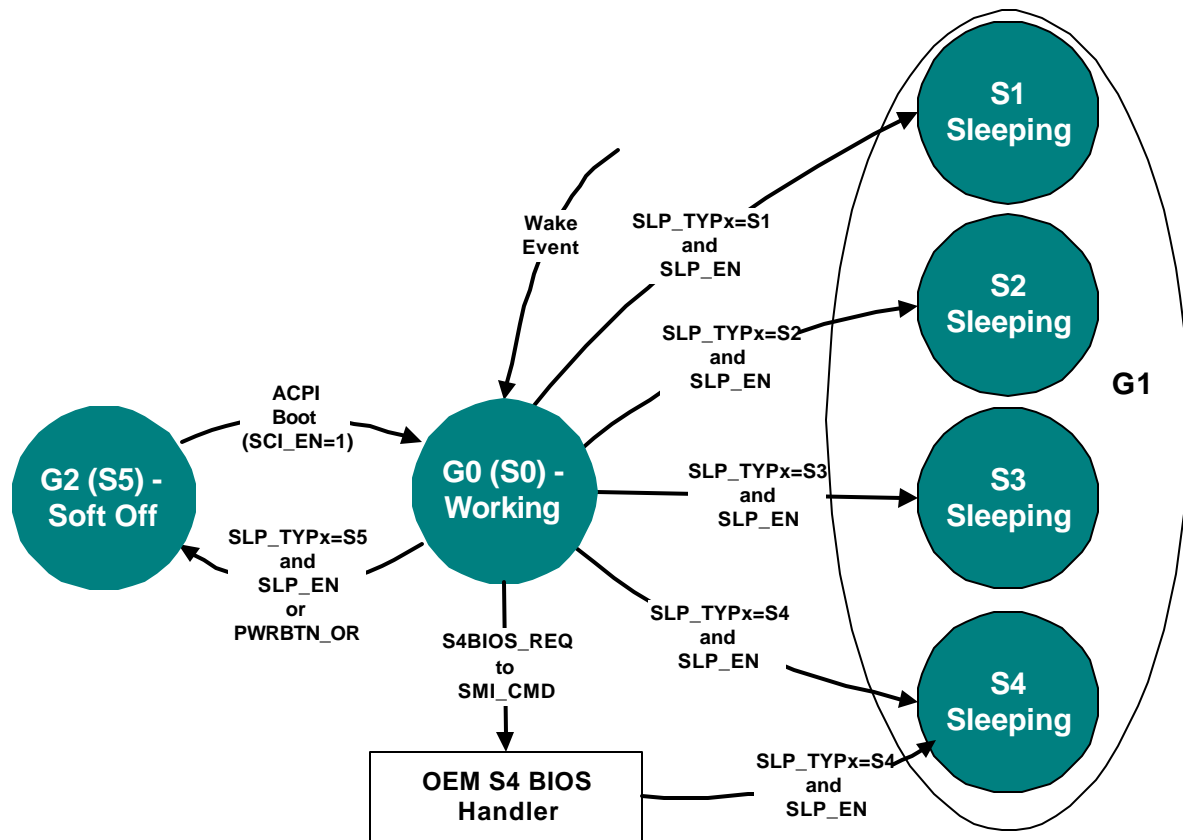 S1
Sleeping
Wake
Event
SLP_TYPx=S1
and
SLP_EN
S2
Sleeping
SLP_TYPx=S2
and
SLP_EN
G1
ACPI
Boot
(SCI_EN=1)
G2 (S5) -
Soft Off
G0 (S0) -
Working
SLP_TYPx=S3
and
SLP_EN
S3
Sleeping
SLP_TYPx=S5
and
SLP_EN
or
PWRBTN_OR
S4BIOS_REQ
to
SMI_CMD
SLP_TYPx=S4
and
SLP_EN
S4
Sleeping
OEM S4 BIOS
Handler
SLP_TYPx=S4
and
SLP_EN